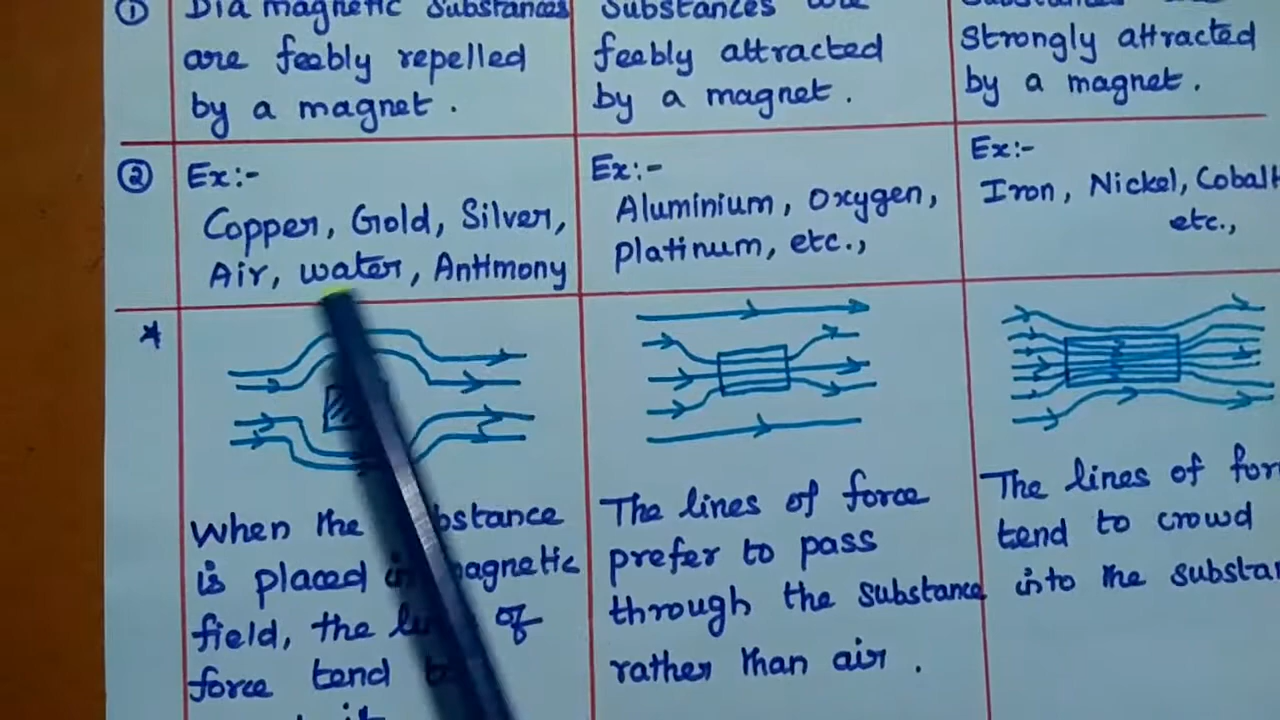 ①
Dia magnetic Substances
are feebly repelled
by a magnet.
Substances
feebly attracted
by a magnet.
strongly attracted
by a magnet.
②
Ex:-
Copper, Gold, Silver,
Air, water, Antimony
Ex:-
Aluminium, Oxygen,
Platinum, etc.,
Ex:-
Iron, Nickel, Cobalt
etc.,
When the
is placed
field, the
force tend
of
The lines of force
prefer to pass
through the substance
rather than air.
The lines of
tend to crowd
into the